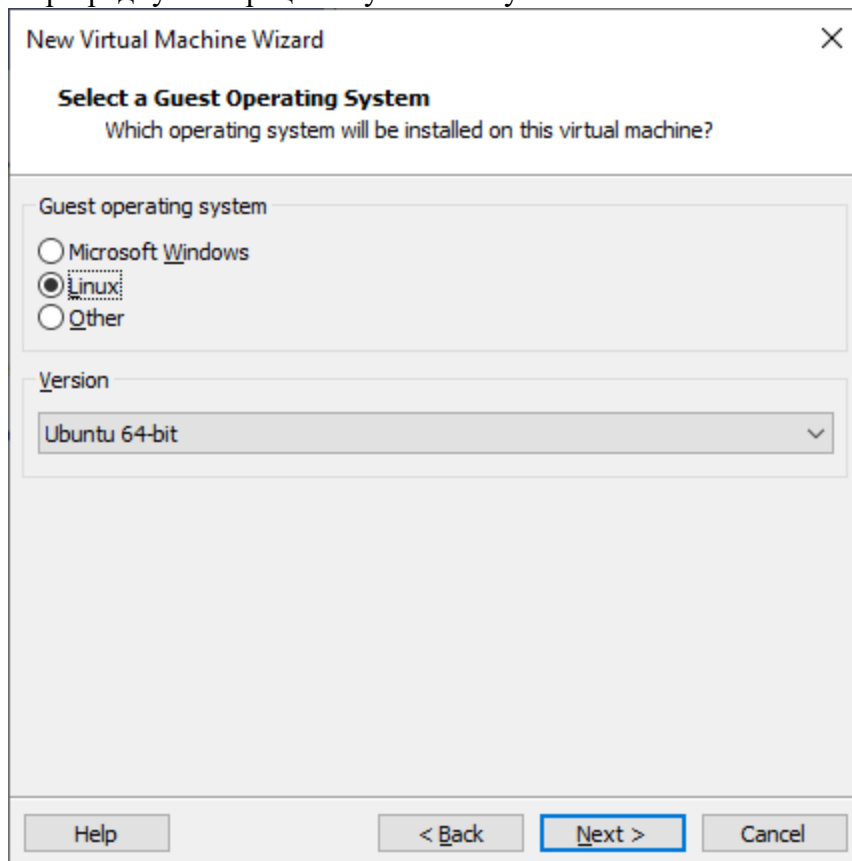 New Virtual Machine Wizard
Select a Guest Operating System
Which operating system will be installed on this virtual machine?
Guest operating system
Microsoft Windows
Linux
Other
Version
Ubuntu 64-bit
Help
< Back
Next >
Cancel